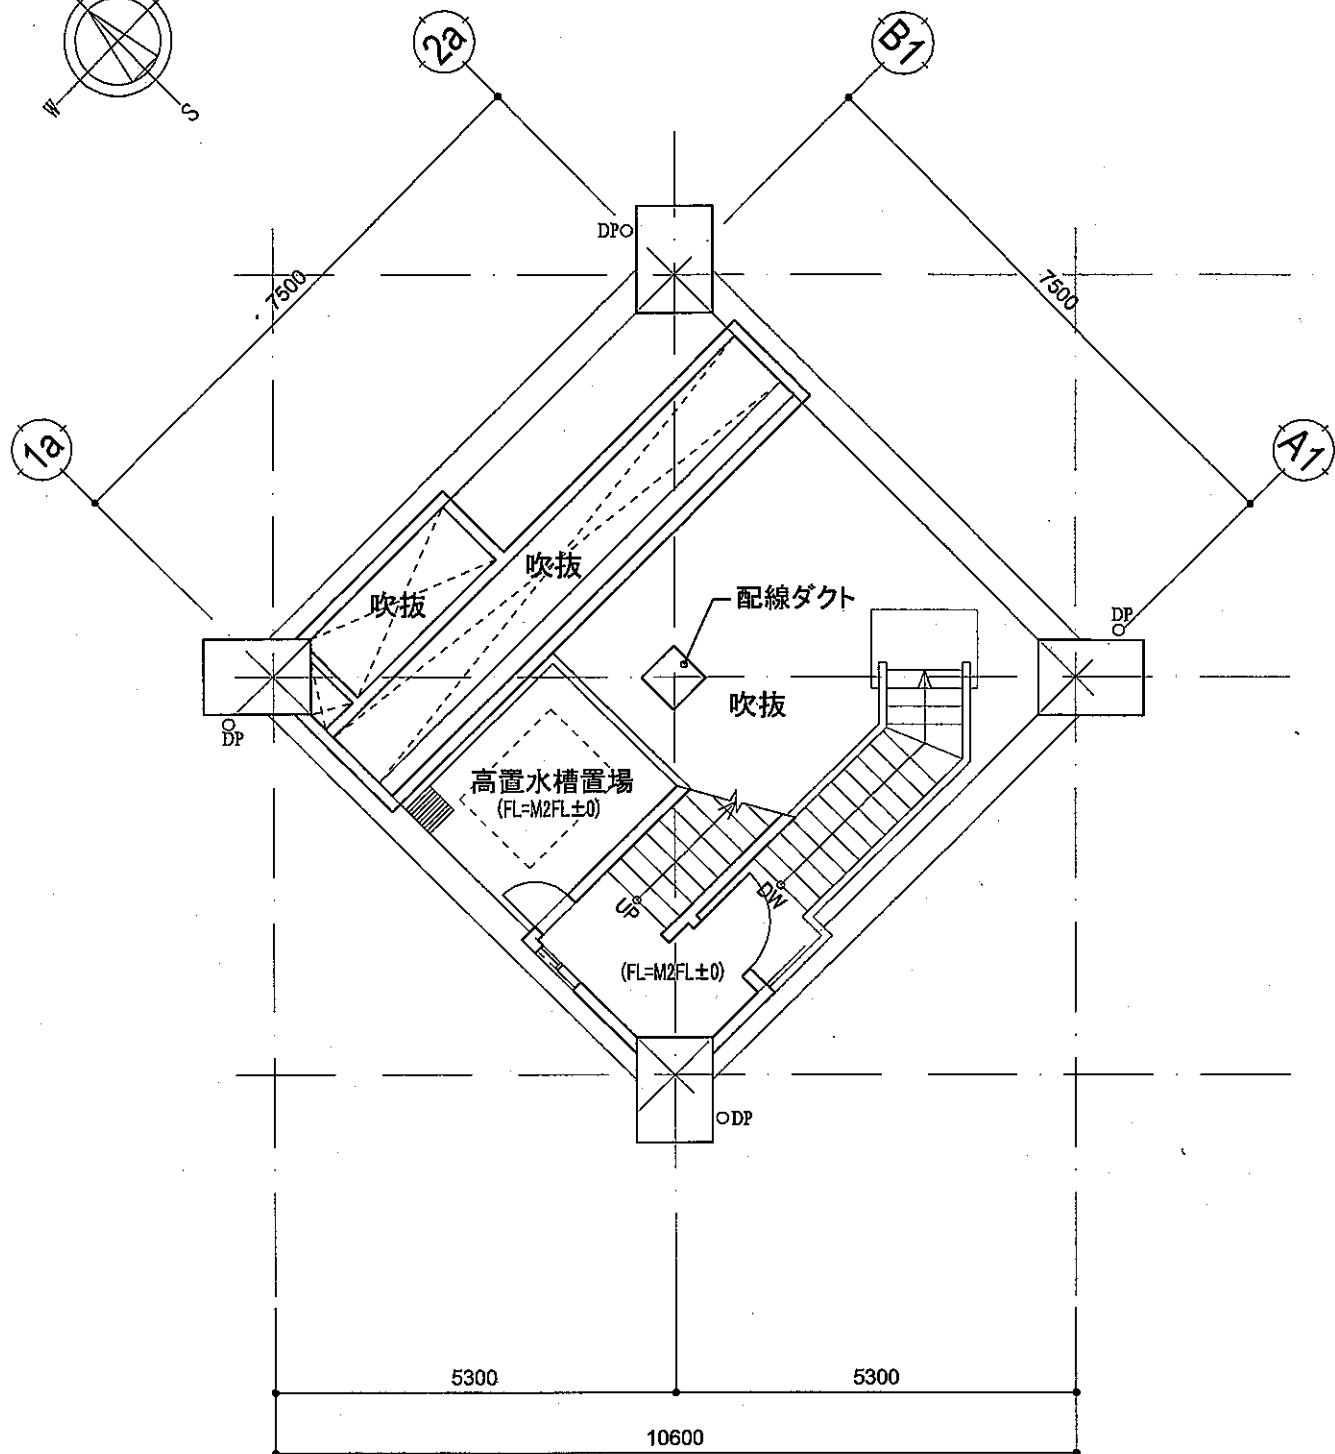 2a
B1
W
S
DP
7500
7500
1a
A1
吹抜
吹抜
配線ダクト
DP
吹抜
DP
高置水槽置場
(FL=M2FL±0)
UP
DW
(FL=M2FL±0)
DP
5300
5300
10600